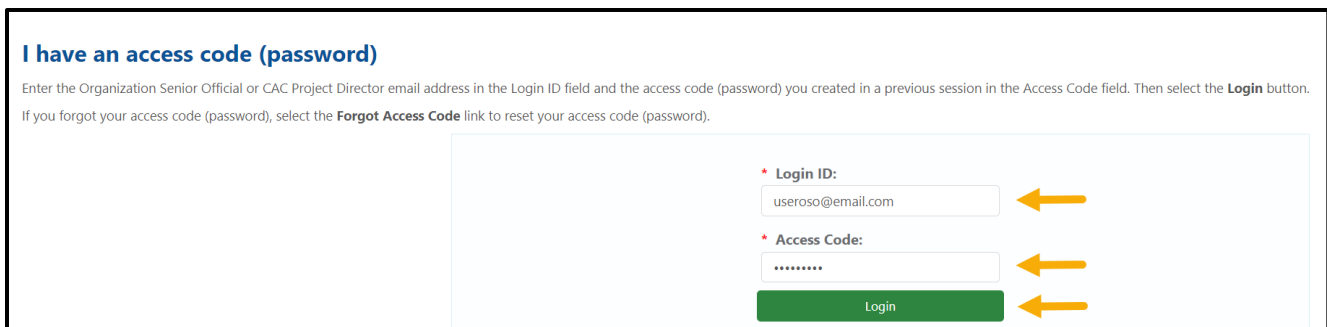 I have an access code (password)
Enter the Organization Senior Official or CAC Project Director email address in the Login ID field and the access code (password) you created in a previous session in the Access Code field. Then select the Login button.
If you forgot your access code (password), select the Forgot Access Code link to reset your access code (password).
* Login ID:
useroso@email.com
* Access Code:
•••••••••
Login